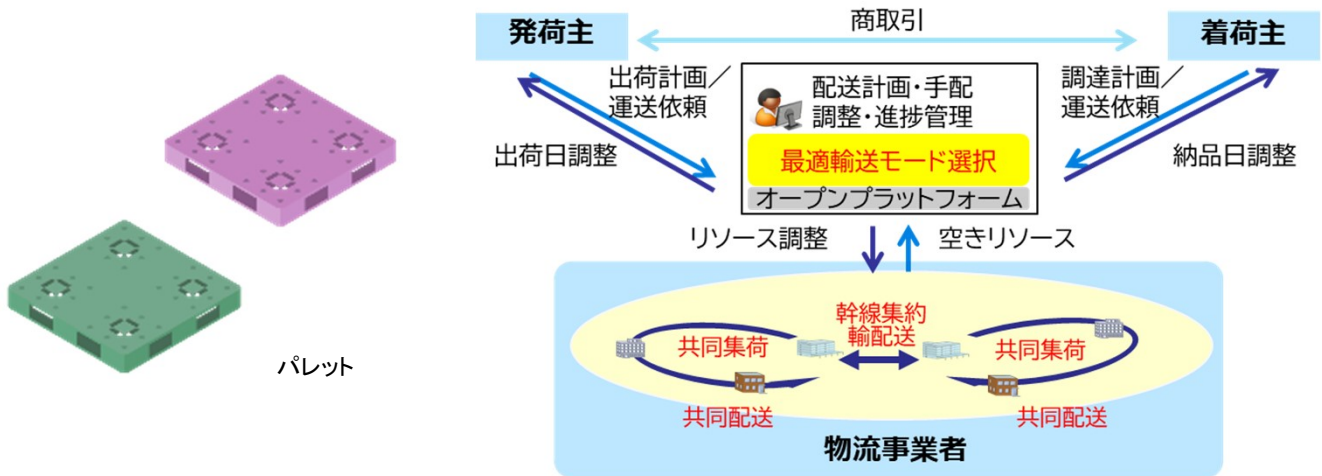 パレット
商取引
発荷主
着荷主
出荷計画／
運送依頼
出荷日調整
配送計画・手配
調整・進捗管理
最適輸送モード選択
オープンプラットフォーム
調達計画／
運送依頼
納品日調整
リソース調整
空きリソース
幹線集約
輸配送
共同集荷
共同集荷
共同配送
共同配送
物流事業者